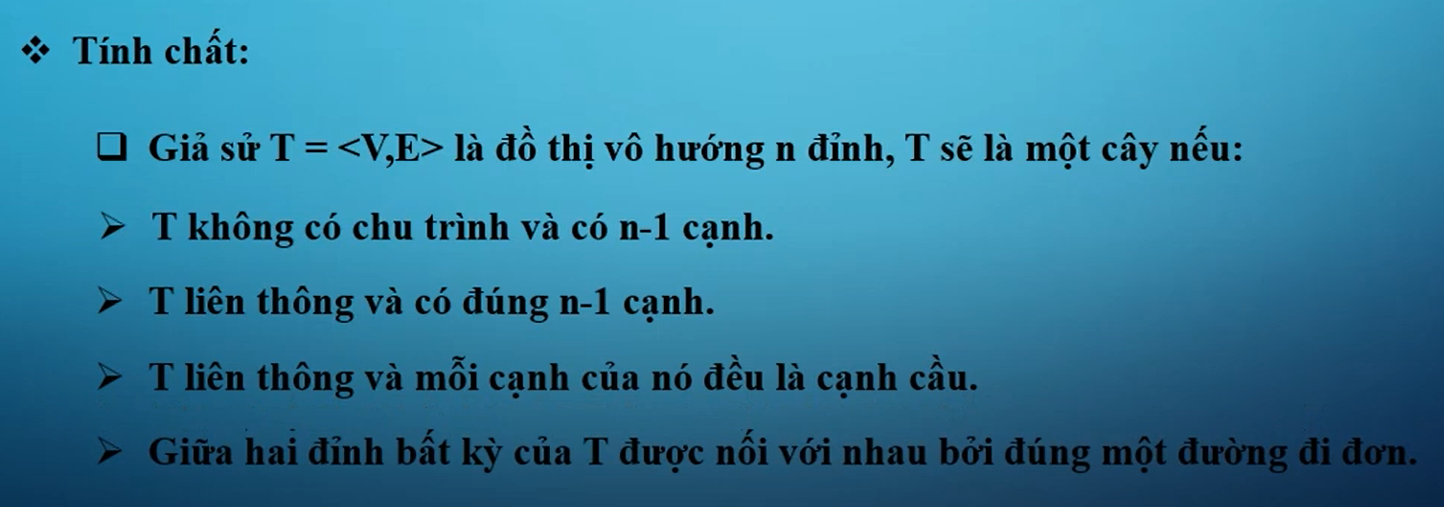 ❖ Tính chất:
❑ Giả sử T = <V,E> là đồ thị vô hướng n đỉnh, T sẽ là một cây nếu:
➢ T không có chu trình và có n-1 cạnh.
➢ T liên thông và có đúng n-1 cạnh.
➢ T liên thông và mỗi cạnh của nó đều là cạnh cầu.
➢ Giữa hai đỉnh bất kỳ của T được nối với nhau bởi đúng một đường đi đơn.